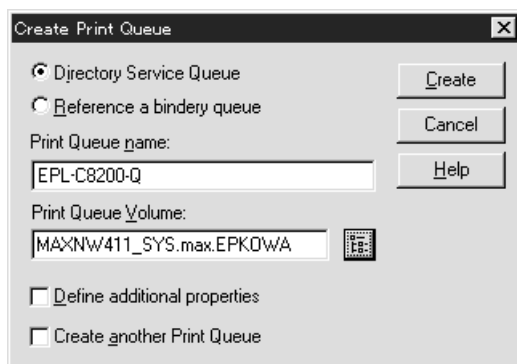 Create Print Queue
Directory Service Queue
Reference a bindery queue
Print Queue name:
EPL-C8200-Q
Print Queue Volume:
MAXNW411_SYS.max.EPKOWA
Define additional properties
Create another Print Queue
Create
Cancel
Help